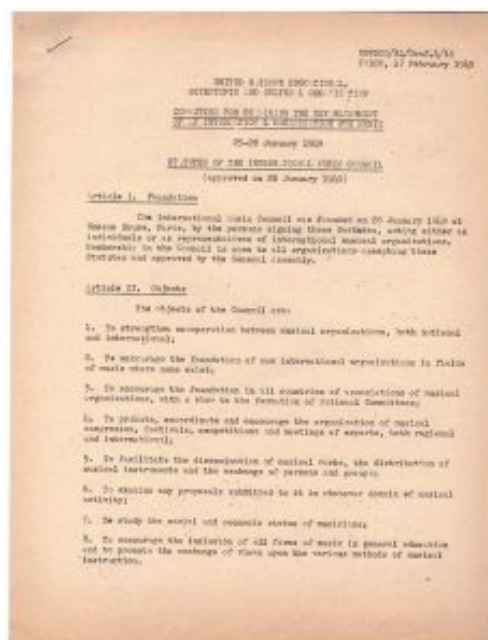 PARIS, 17 February 1949
UNITED NATIONS EDUCATIONAL,
SCIENTIFIC AND CULTURAL ORGANIZATION
COMMITTEE FOR THE
OF AN INTERNATIONAL ORGANIZATION FOR MUSIC
25-28 January 1949
STATUTES OF THE INTERNATIONAL MUSIC COUNCIL
(approved on 28 January 1949)
Article I. Foundation
The International Music Council was founded on 28 January 1949 at
Unesco House, Paris, by the persons signing these Statutes, acting either as
individuals or as representatives of international musical organizations.
Membership in the Council is open to all organizations accepting these
Statutes and approved by the General Assembly.
Article II. Objects
The objects of the Council are:
1. To strengthen cooperation between musical organizations, both national
and international;
2. To encourage the foundation of new international organizations in fields
of music where none exist;
3. To encourage the foundation in all countries of associations of musical
organizations, with a view to the formation of National Committees;
4. To promote, coordinate and encourage the organization of musical
congresses, festivals, competitions and meetings of experts, both regional
and international;
5. To facilitate the dissemination of musical works, the distribution of
musical instruments and the exchange of persons and groups;
6. To examine any proposals submitted to it in whatever domain of musical
activity;
7. To study the social and economic status of musicians;
8. To encourage the inclusion of all forms of music in general education
and to promote the exchange of views upon the various methods of musical
instruction.